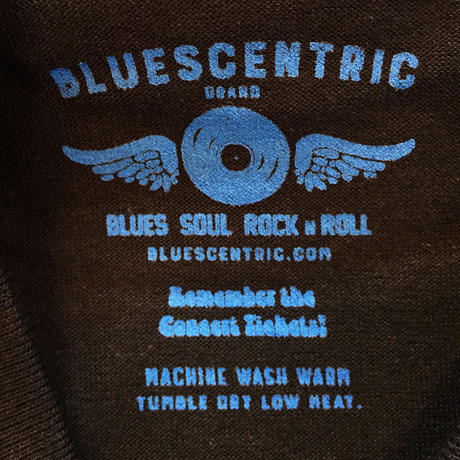 BLUESCENTRIC
BRAND
BLUES SOUL ROCK N ROLL
BLUESCENTRIC.COM
Remember the
Concert Tickets!
MACHINE WASH WARM
TUMBLE DRY LOW HEAT.